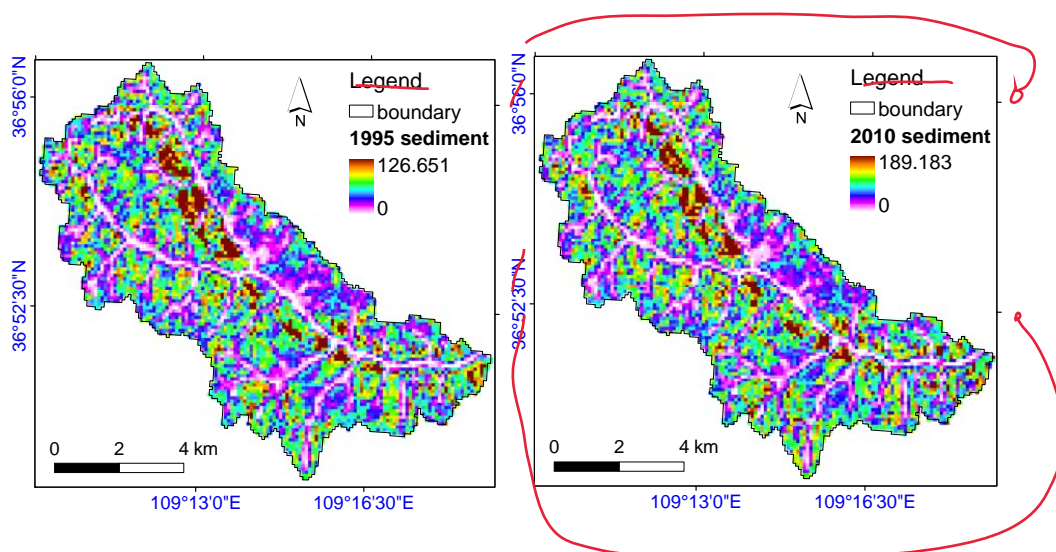 36°56'0"N
36°52'30"N
Legend
boundary
1995 sediment
126.651
0
N
0 2 4 km
109°13'0"E 109°16'30"E
36°56'0"N
36°52'30"N
Legend
boundary
2010 sediment
189.183
0
N
0 2 4 km
109°13'0"E 109°16'30"E